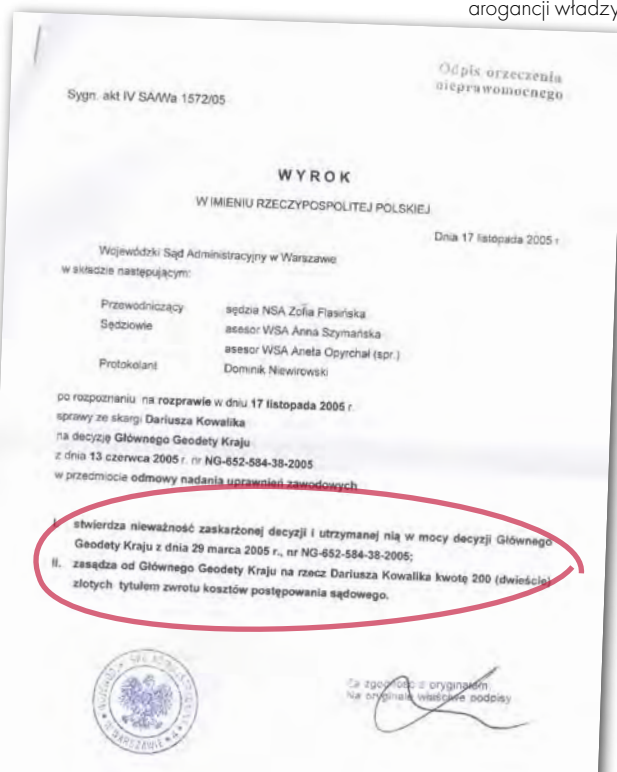 arogancji władzy
Odpis orzeczenia
nieprawomocnego
Sygn. akt IV SA/Wa 1572/05
WYROK
W IMIENIU RZECZYPOSPOLITEJ POLSKIEJ
Dnia 17 listopada 2005 r.
Wojewódzki Sąd Administracyjny w Warszawie
w składzie następującym:
Przewodniczący sędzia NSA Zofia Flasińska
Sędziowie asesor WSA Anna Szymańska
asesor WSA Aneta Opyrchał (spr.)
Protokolant Dominik Niewirowski
po rozpoznaniu na rozprawie w dniu 17 listopada 2005 r.
sprawy ze skargi Dariusza Kowalika
na decyzję Głównego Geodety Kraju
z dnia 13 czerwca 2005 r. nr NG-652-584-38-2005
w przedmiocie odmowy nadania uprawnień zawodowych
I. stwierdza nieważność zaskarżonej decyzji i utrzymanej nią w mocy decyzji Głównego
Geodety Kraju z dnia 29 marca 2005 r., nr NG-652-584-38-2005;
II. zasądza od Głównego Geodety Kraju na rzecz Dariusza Kowalika kwotę 200 (dwieście)
złotych tytułem zwrotu kosztów postępowania sądowego.
Za zgodność z oryginałem
Na oryginale właściwe podpisy
W WARSZAWIE